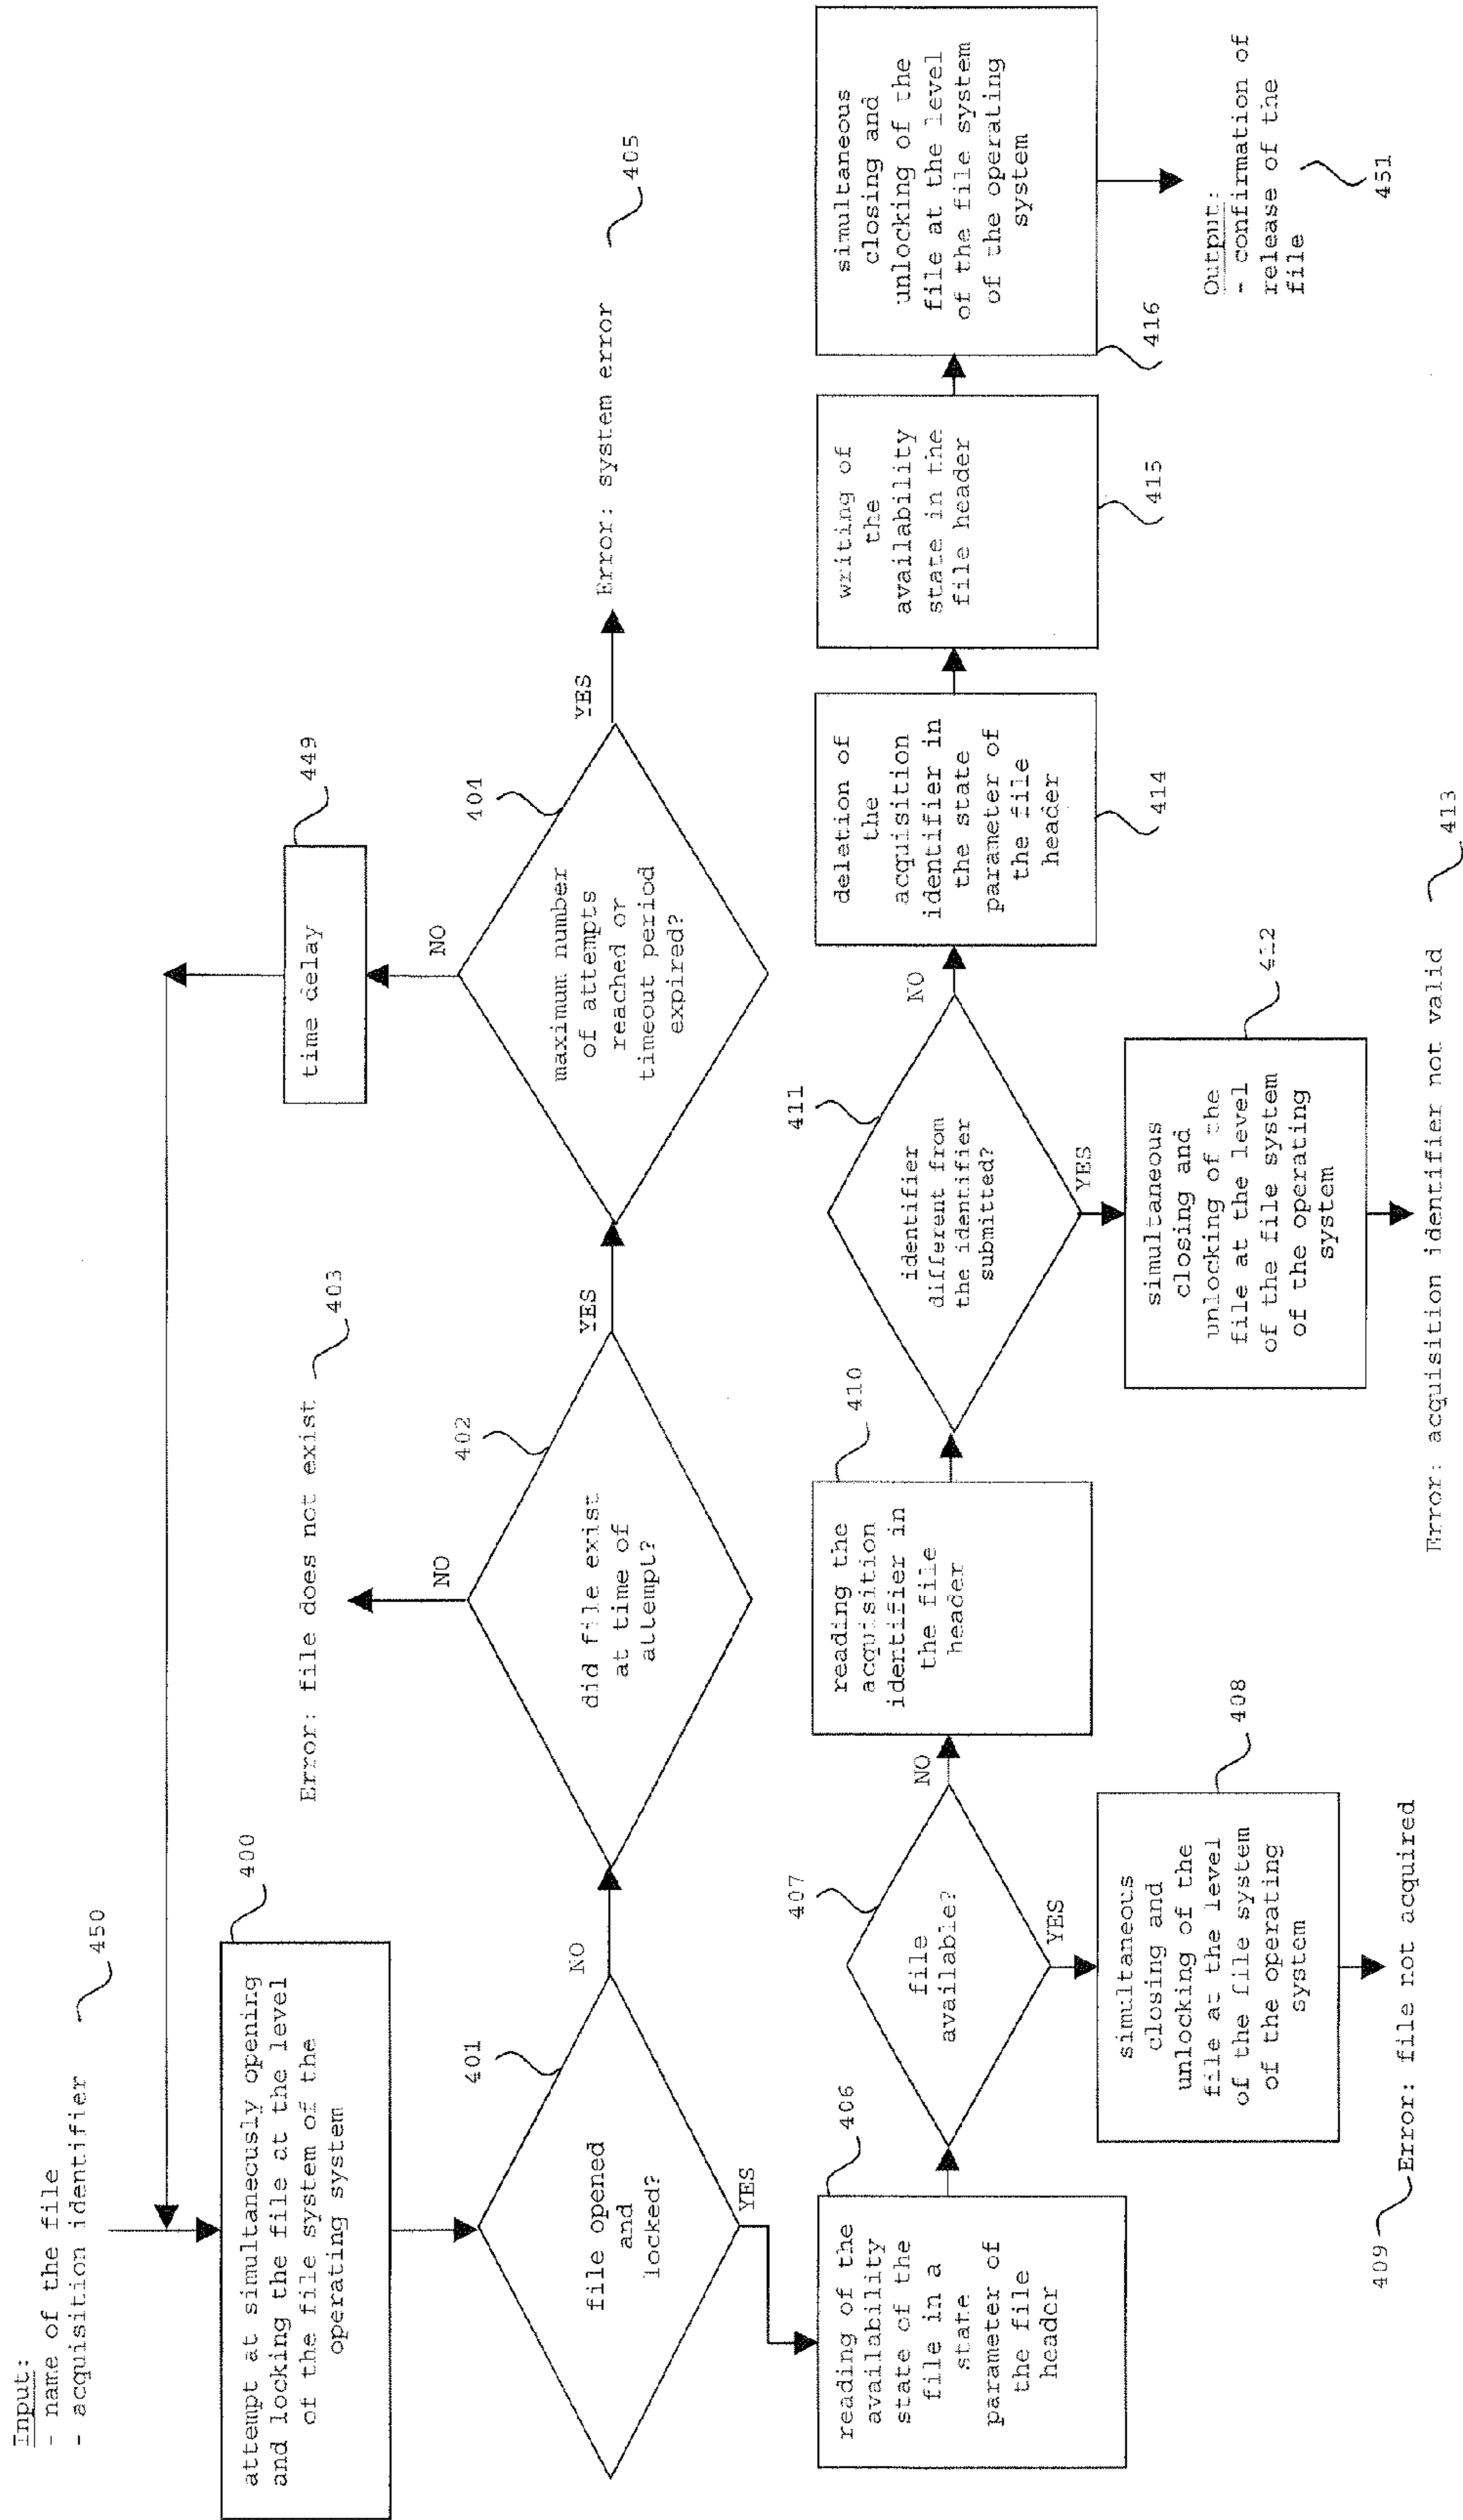 Input:
- name of the file
- acquisition identifier
450
attempt at simultaneously opening
and locking the file at the level
of the file system of the
operating system
400
file opened
and
locked?
401
NO
YES
did file exist
at time of
attempt?
402
NO
YES
Error: file does not exist
403
maximum number
of attempts
reached or
timeout period
expired?
404
NO
YES
time delay
449
Error: system error
405
reading of the
availability
state of the
file in a
state
parameter of
the file
header
406
file
available?
407
NO
YES
simultaneous
closing and
unlocking of the
file at the level
of the file system
of the operating
system
408
409
Error: file not acquired
reading the
acquisition
identifier in
the file
header
410
identifier
different from
the identifier
submitted?
411
NO
YES
simultaneous
closing and
unlocking of the
file at the level
of the file system
of the operating
system
412
Error: acquisition identifier not valid
413
deletion of
the
acquisition
identifier in
the state
parameter of
the file
header
414
writing of
the
availability
state in the
file header
415
simultaneous
closing and
unlocking of the
file at the level
of the file system
of the operating
system
416
Output:
- confirmation of
release of the
file
451